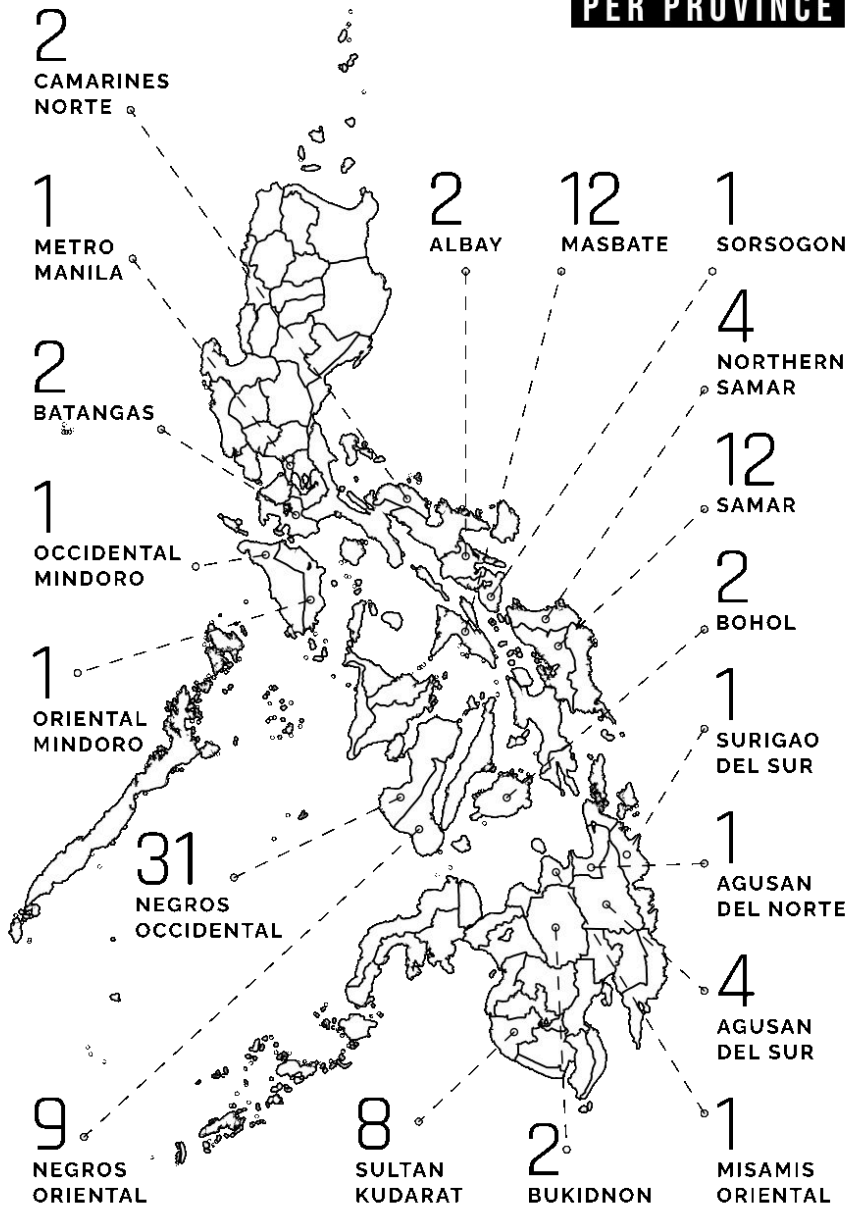 PER PROVINCE
2
CAMARINES
NORTE
1
METRO
MANILA
2
ALBAY
12
MASBATE
1
SORSOGON
4
NORTHERN
SAMAR
2
BATANGAS
12
SAMAR
1
OCCIDENTAL
MINDORO
2
BOHOL
1
ORIENTAL
MINDORO
1
SURIGAO
DEL SUR
31
NEGROS
OCCIDENTAL
1
AGUSAN
DEL NORTE
4
AGUSAN
DEL SUR
9
NEGROS
ORIENTAL
8
SULTAN
KUDARAT
2
BUKIDNON
1
MISAMIS
ORIENTAL